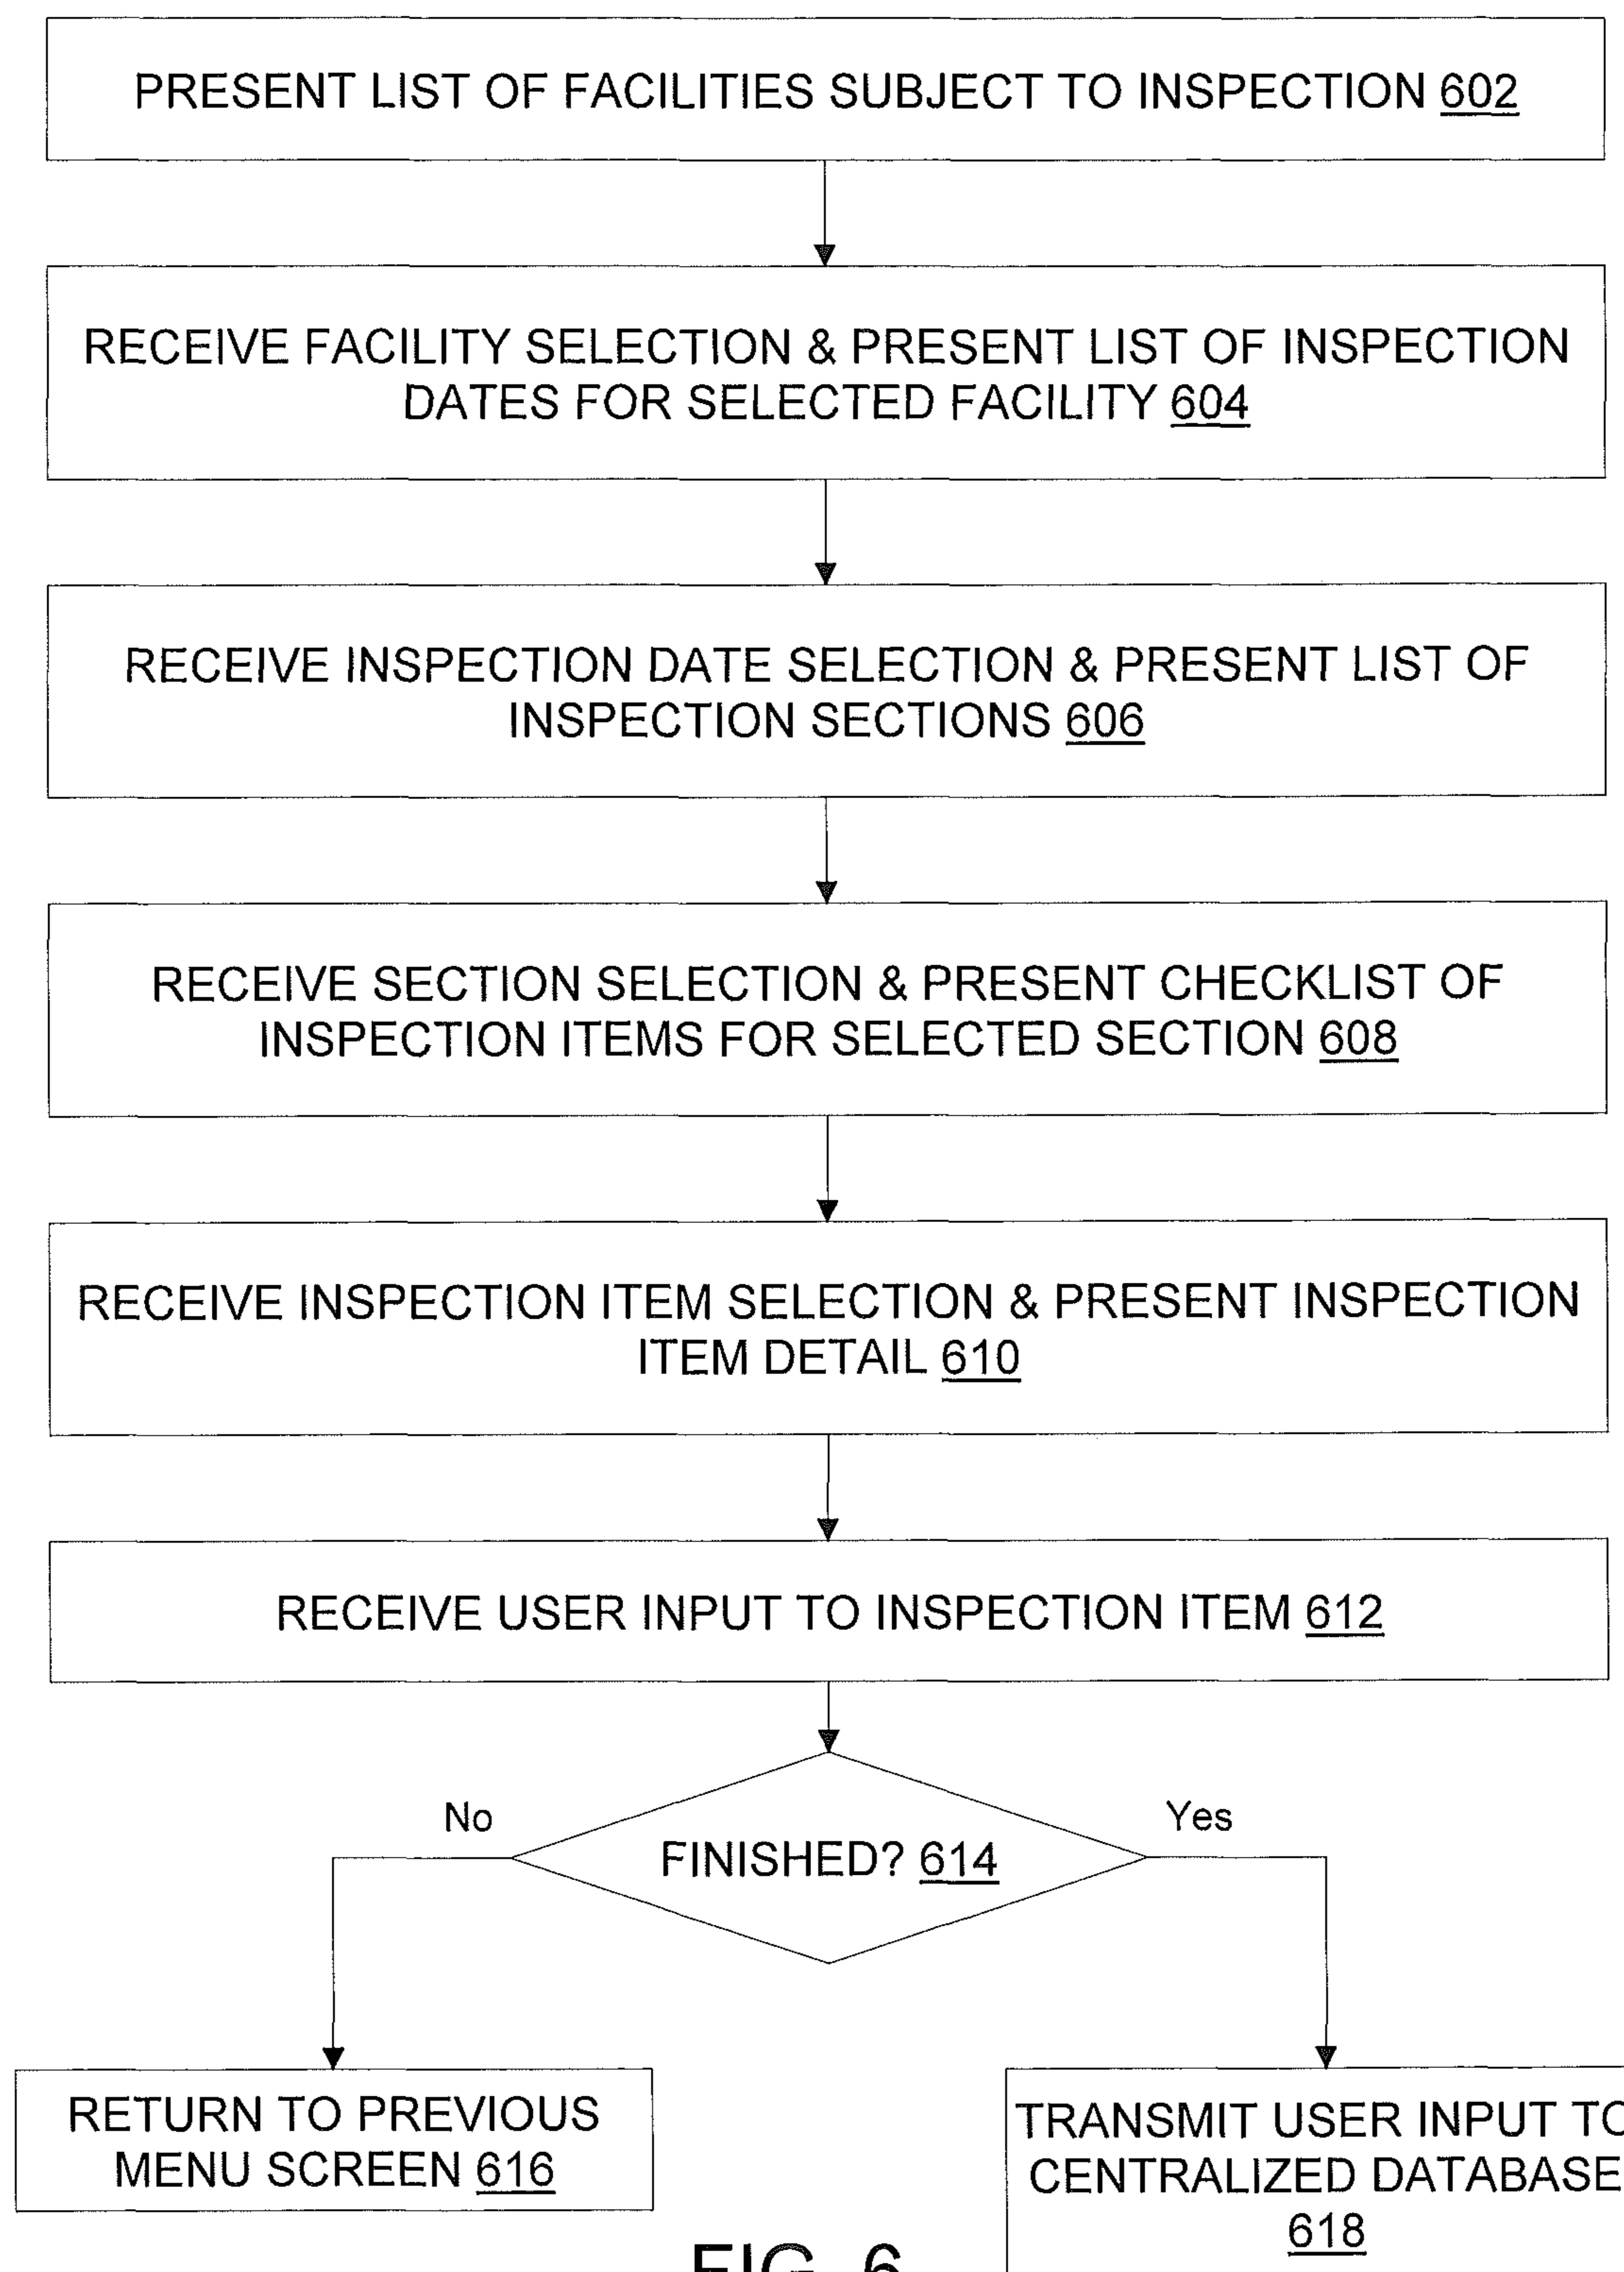 PRESENT LIST OF FACILITIES SUBJECT TO INSPECTION 602
RECEIVE FACILITY SELECTION & PRESENT LIST OF INSPECTION
DATES FOR SELECTED FACILITY 604
RECEIVE INSPECTION DATE SELECTION & PRESENT LIST OF
INSPECTION SECTIONS 606
RECEIVE SECTION SELECTION & PRESENT CHECKLIST OF
INSPECTION ITEMS FOR SELECTED SECTION 608
RECEIVE INSPECTION ITEM SELECTION & PRESENT INSPECTION
ITEM DETAIL 610
RECEIVE USER INPUT TO INSPECTION ITEM 612
No
Yes
FINISHED? 614
RETURN TO PREVIOUS
MENU SCREEN 616
TRANSMIT USER INPUT TO
CENTRALIZED DATABASE
618
FIG. 6